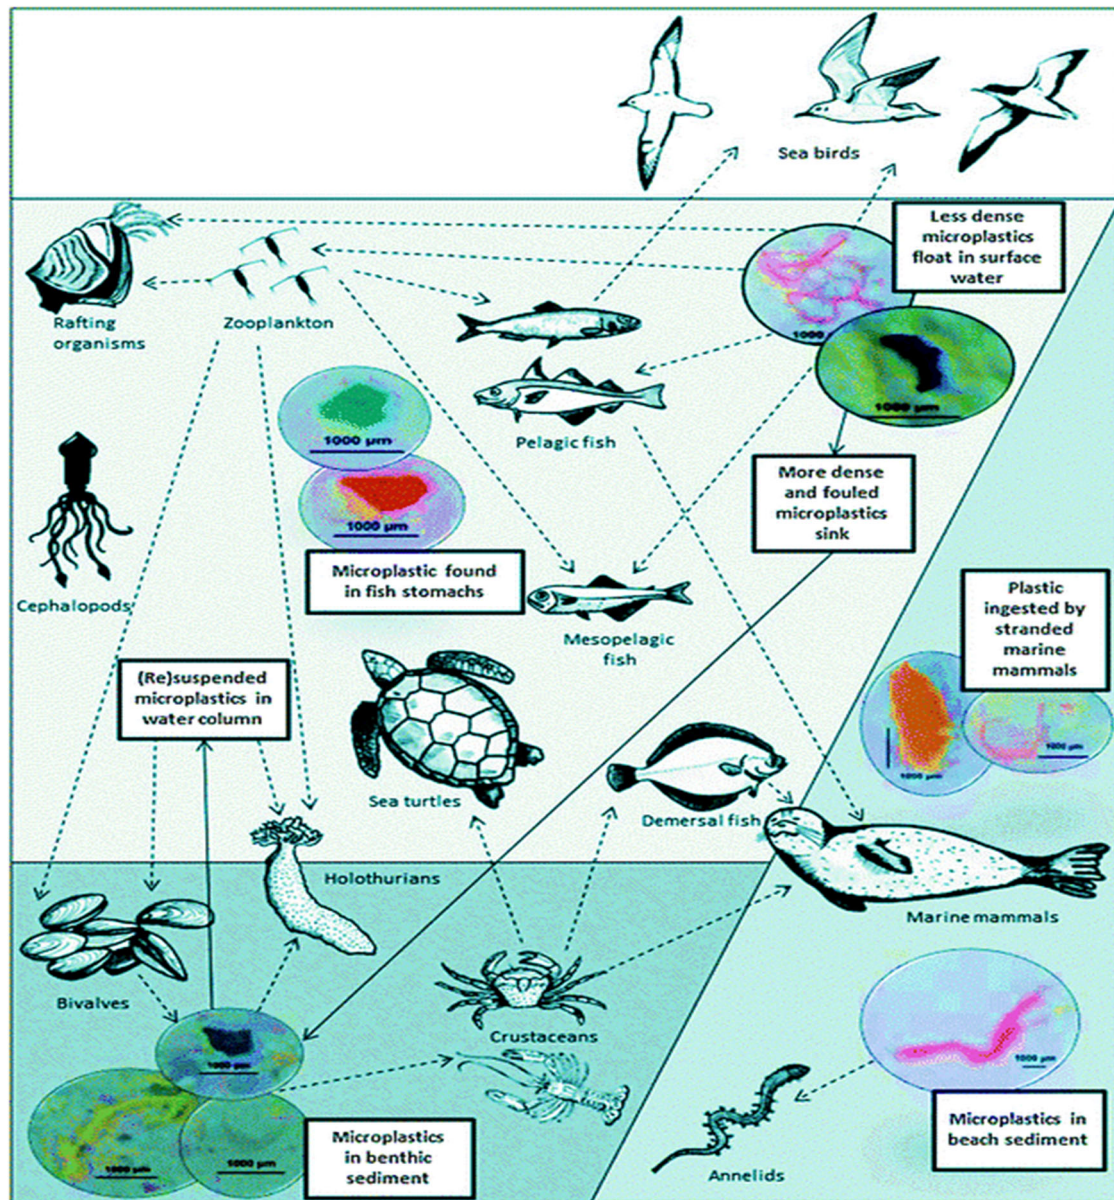 Sea birds
Less dense
microplastics
float in surface
water
Rafting
organisms
Zooplankton
1000
1000 µm
1000 µm
Pelagic fish
1000 µm
More dense
and fouled
microplastics
sink
Microplastic found
in fish stomachs
Plastic
ingested by
stranded
marine
mammals
Cephalopods
Mesopelagic
fish
(Re)suspended
microplastics in
water column
1000 µm
1000 µm
Sea turtles
Demersal fish
Holothurians
Marine mammals
Bivalves
Crustaceans
1000 µm
1000 µm
1000 µm
1000 µm
Microplastics
in benthic
sediment
Microplastics in
beach sediment
Annelids